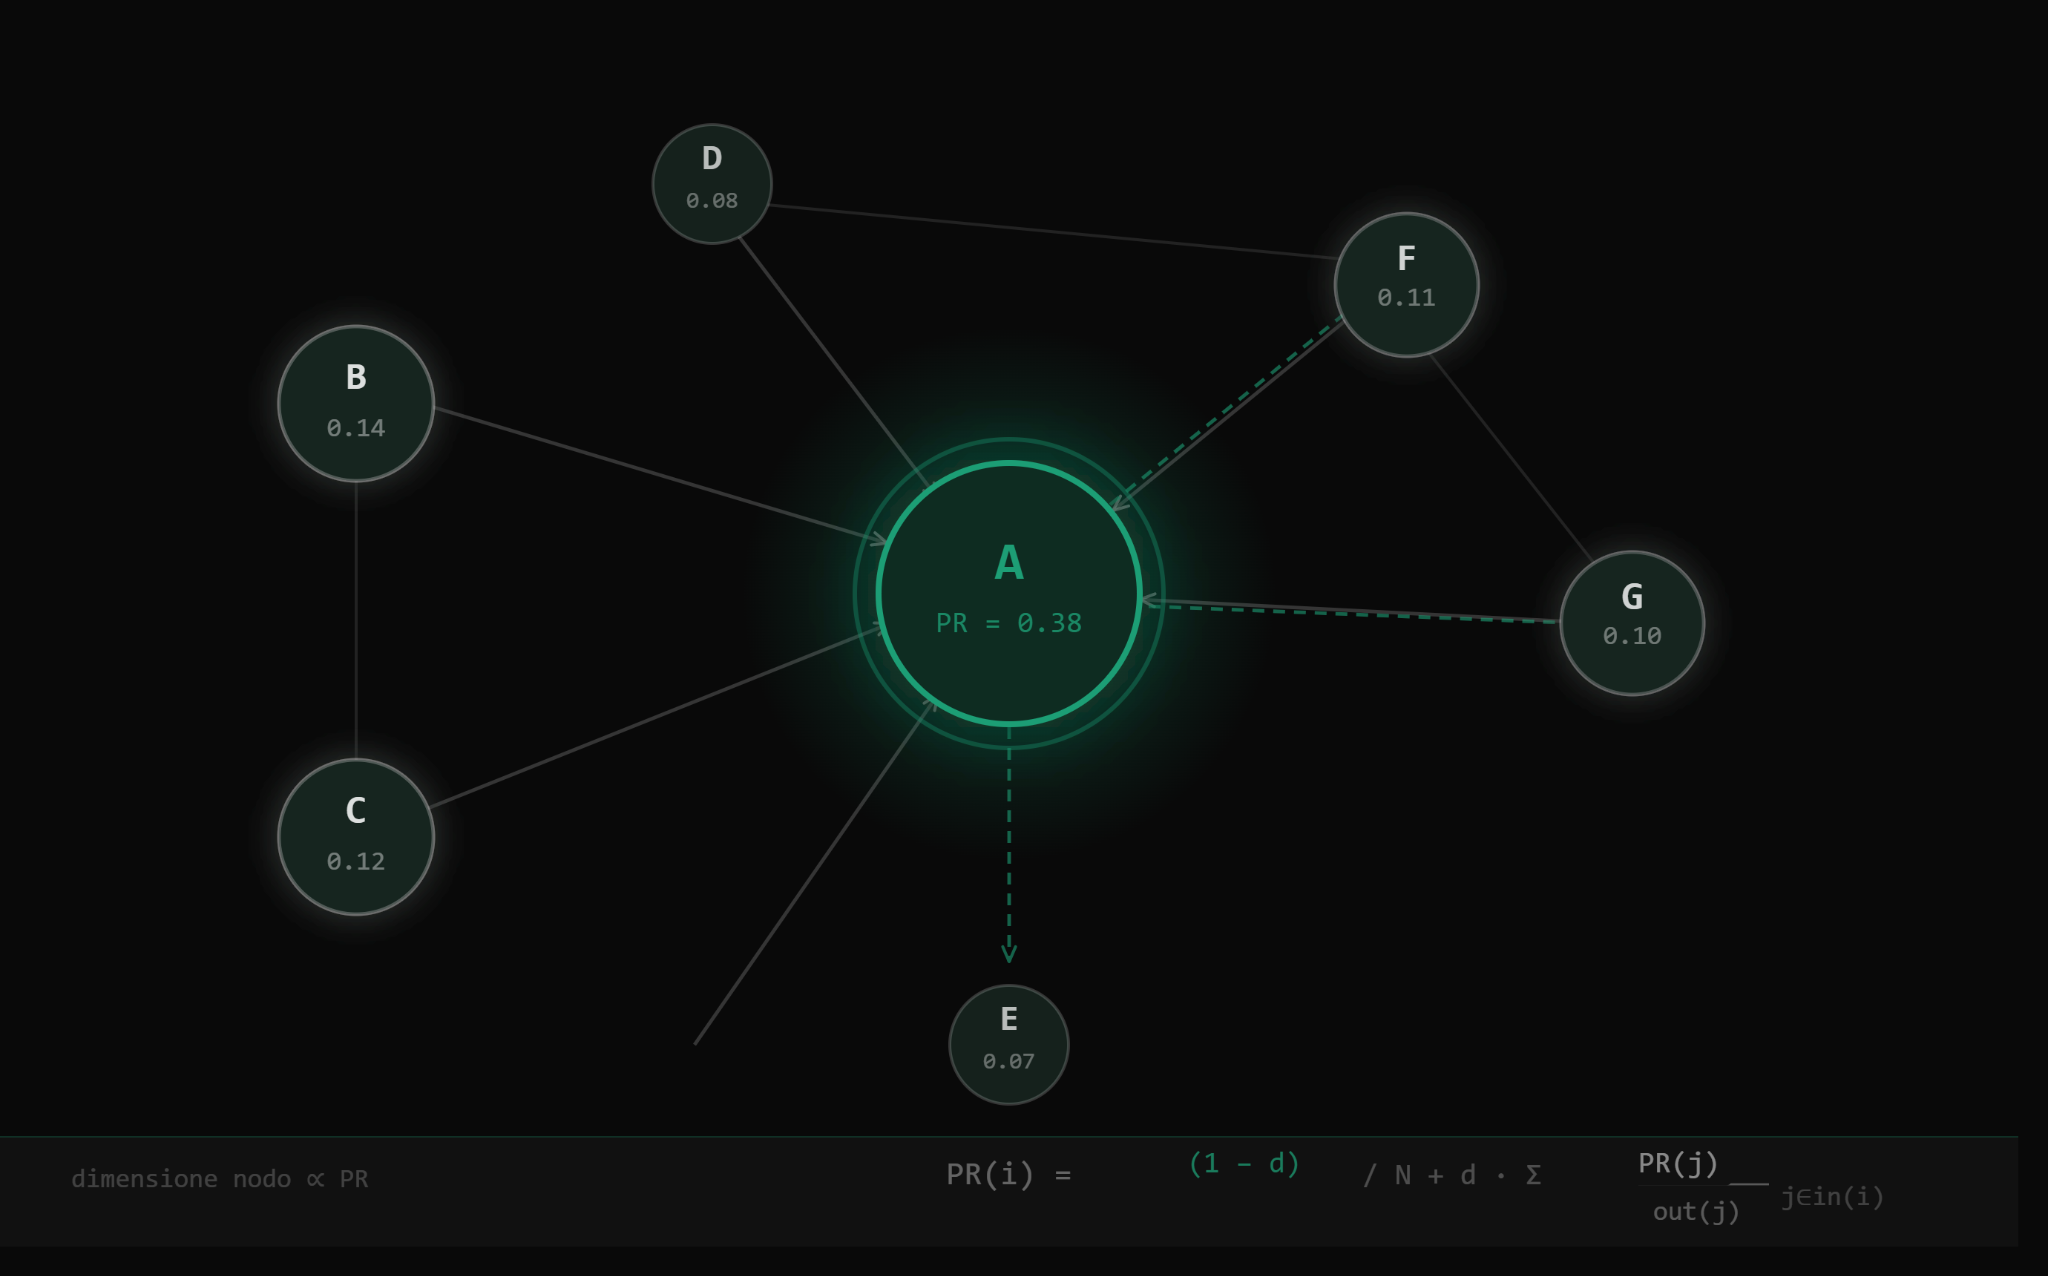 D
0.08
F
0.11
B
0.14
A
PR = 0.38
G
0.10
C
0.12
E
0.07
dimensione nodo ∝ PR
PR(i) = (1 − d) / N + d · Σ PR(j)
out(j) j∈in(i)